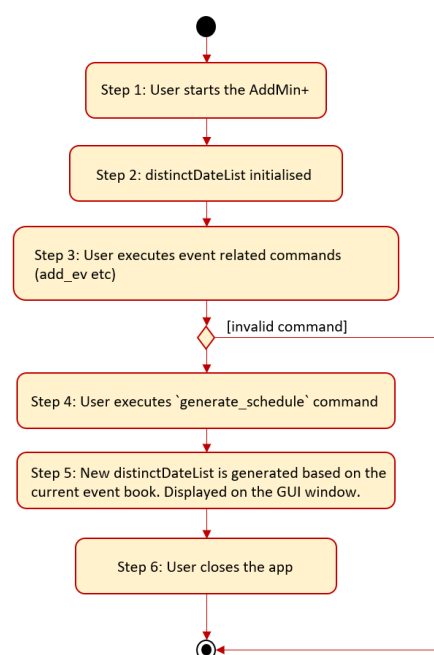 Step 1: User starts the AddMin+
Step 2: distinctDateList initialised
Step 3: User executes event related commands
(add_ev etc)
[invalid command]
Step 4: User executes `generate_schedule` command
Step 5: New distinctDateList is generated based on the
current event book. Displayed on the GUI window.
Step 6: User closes the app